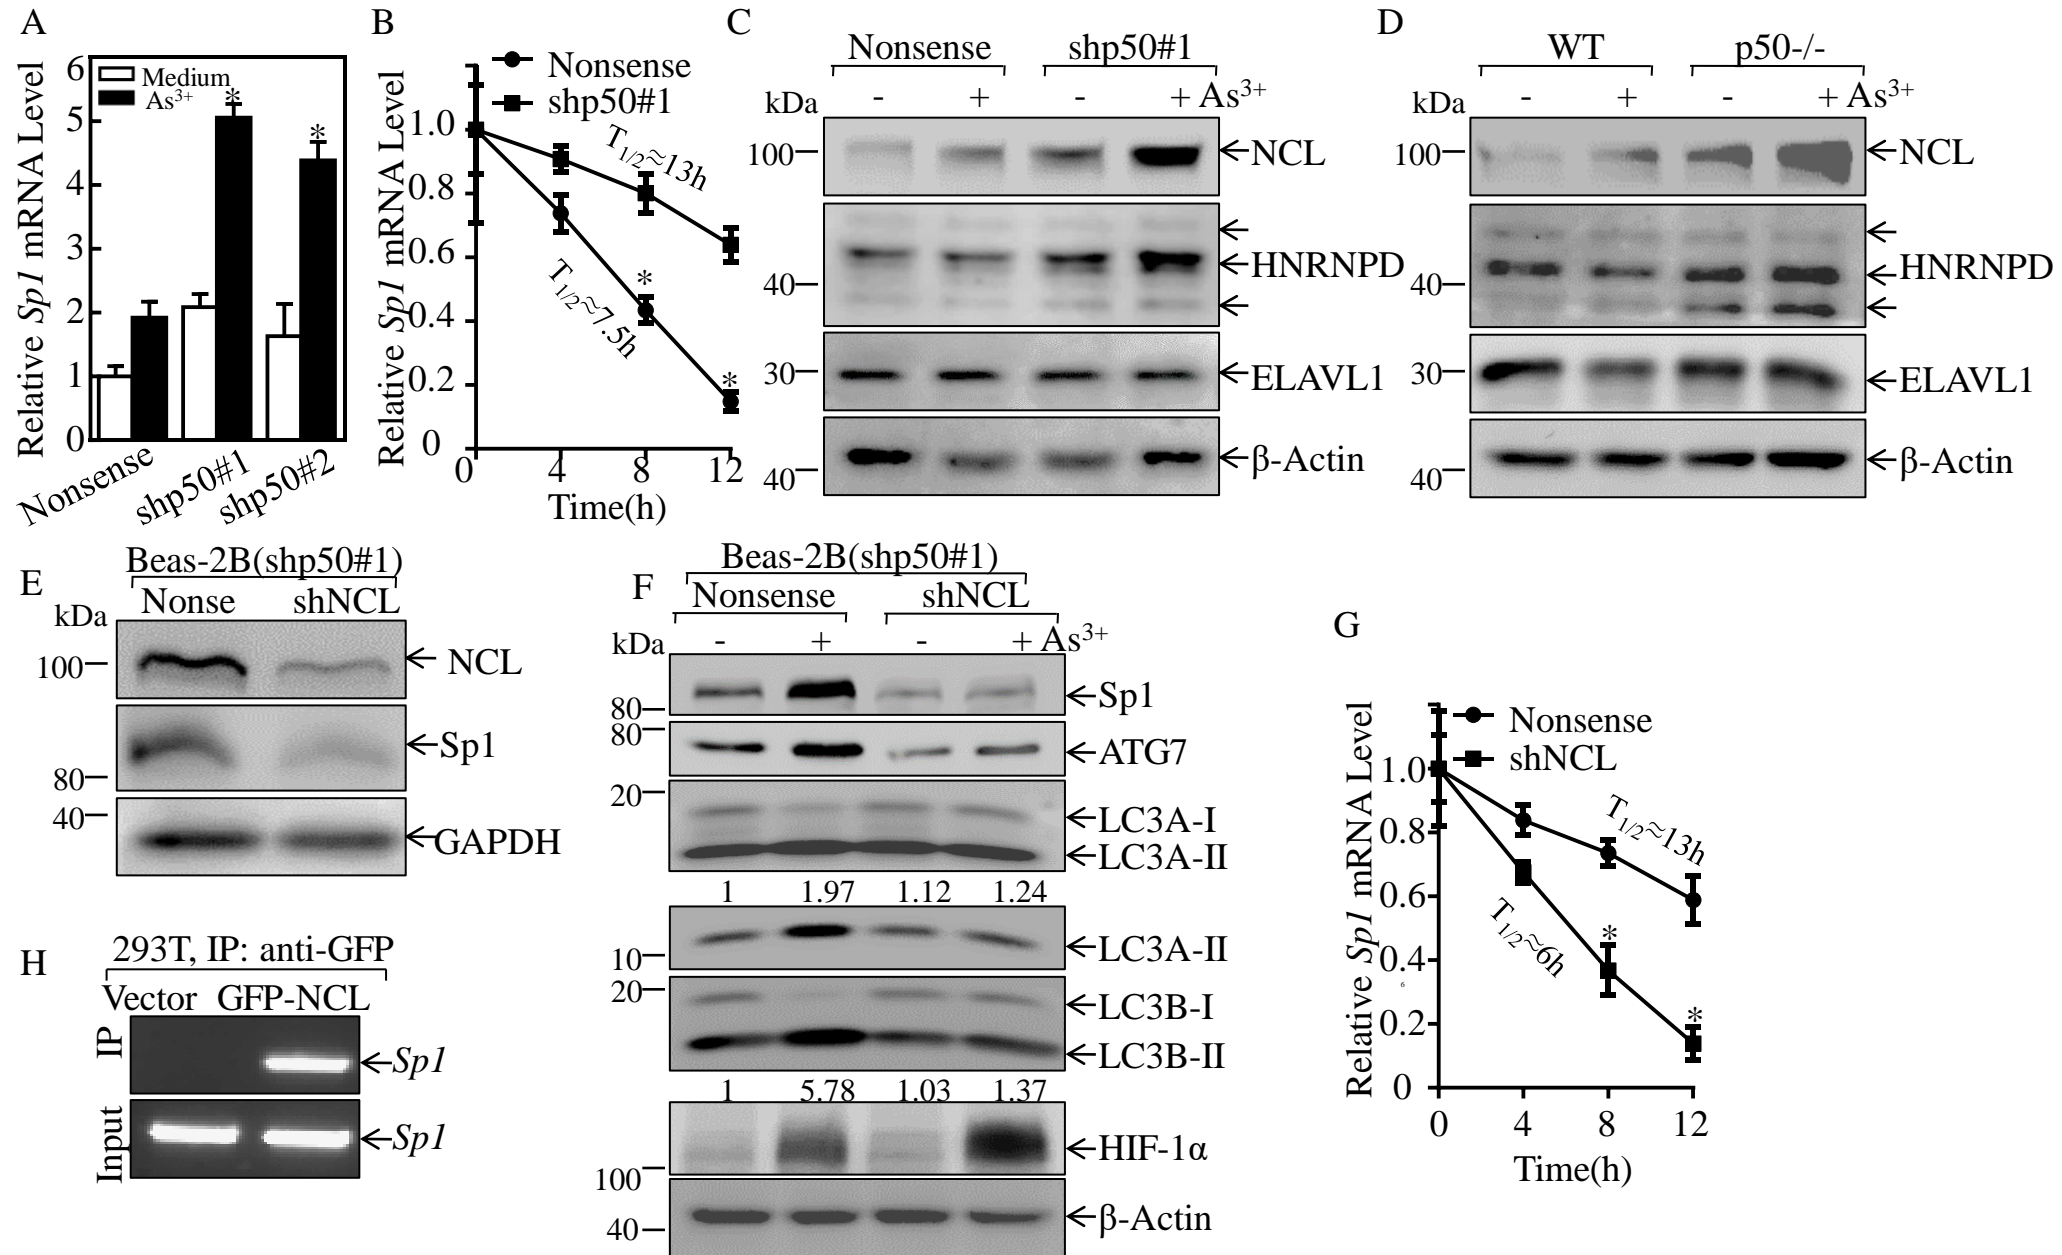 A
Relative Sp1 mRNA Level
6
5
4
3
2
1
0
Medium
As³⁺
*
*
Nonsense
shp50#1
shp50#2
B
Relative Sp1 mRNA Level
Nonsense
shp50#1
1.0
0.8
0.6
0.4
0.2
0
T1/2≈13h
T1/2≈7.5h
*
*
0 4 8 12
Time(h)
C
Nonsense shp50#1
kDa - + - + As³⁺
100 NCL
HNRNPD
40
30 ELAVL1
β-Actin
40
D
WT p50-/-
kDa - + - + As³⁺
100 NCL
HNRNPD
40
30 ELAVL1
β-Actin
40
E
Beas-2B(shp50#1)
Nonse shNCL
kDa
100 NCL
Sp1
80
40
GAPDH
F
Beas-2B(shp50#1)
Nonsense shNCL
kDa - + - + As³⁺
Sp1
80
80
ATG7
20
LC3A-I
LC3A-II
1 1.97 1.12 1.24
LC3A-II
10
20
LC3B-I
LC3B-II
1 5.78 1.03 1.37
HIF-1α
100
β-Actin
40
G
Relative Sp1 mRNA Level
Nonsense
shNCL
1.0
0.8
0.6
0.4
6
0.2
0
T1/2≈13h
T1/2≈6h
*
*
0 4 8 12
Time(h)
H
293T, IP: anti-GFP
Vector GFP-NCL
IP Sp1
Input Sp1